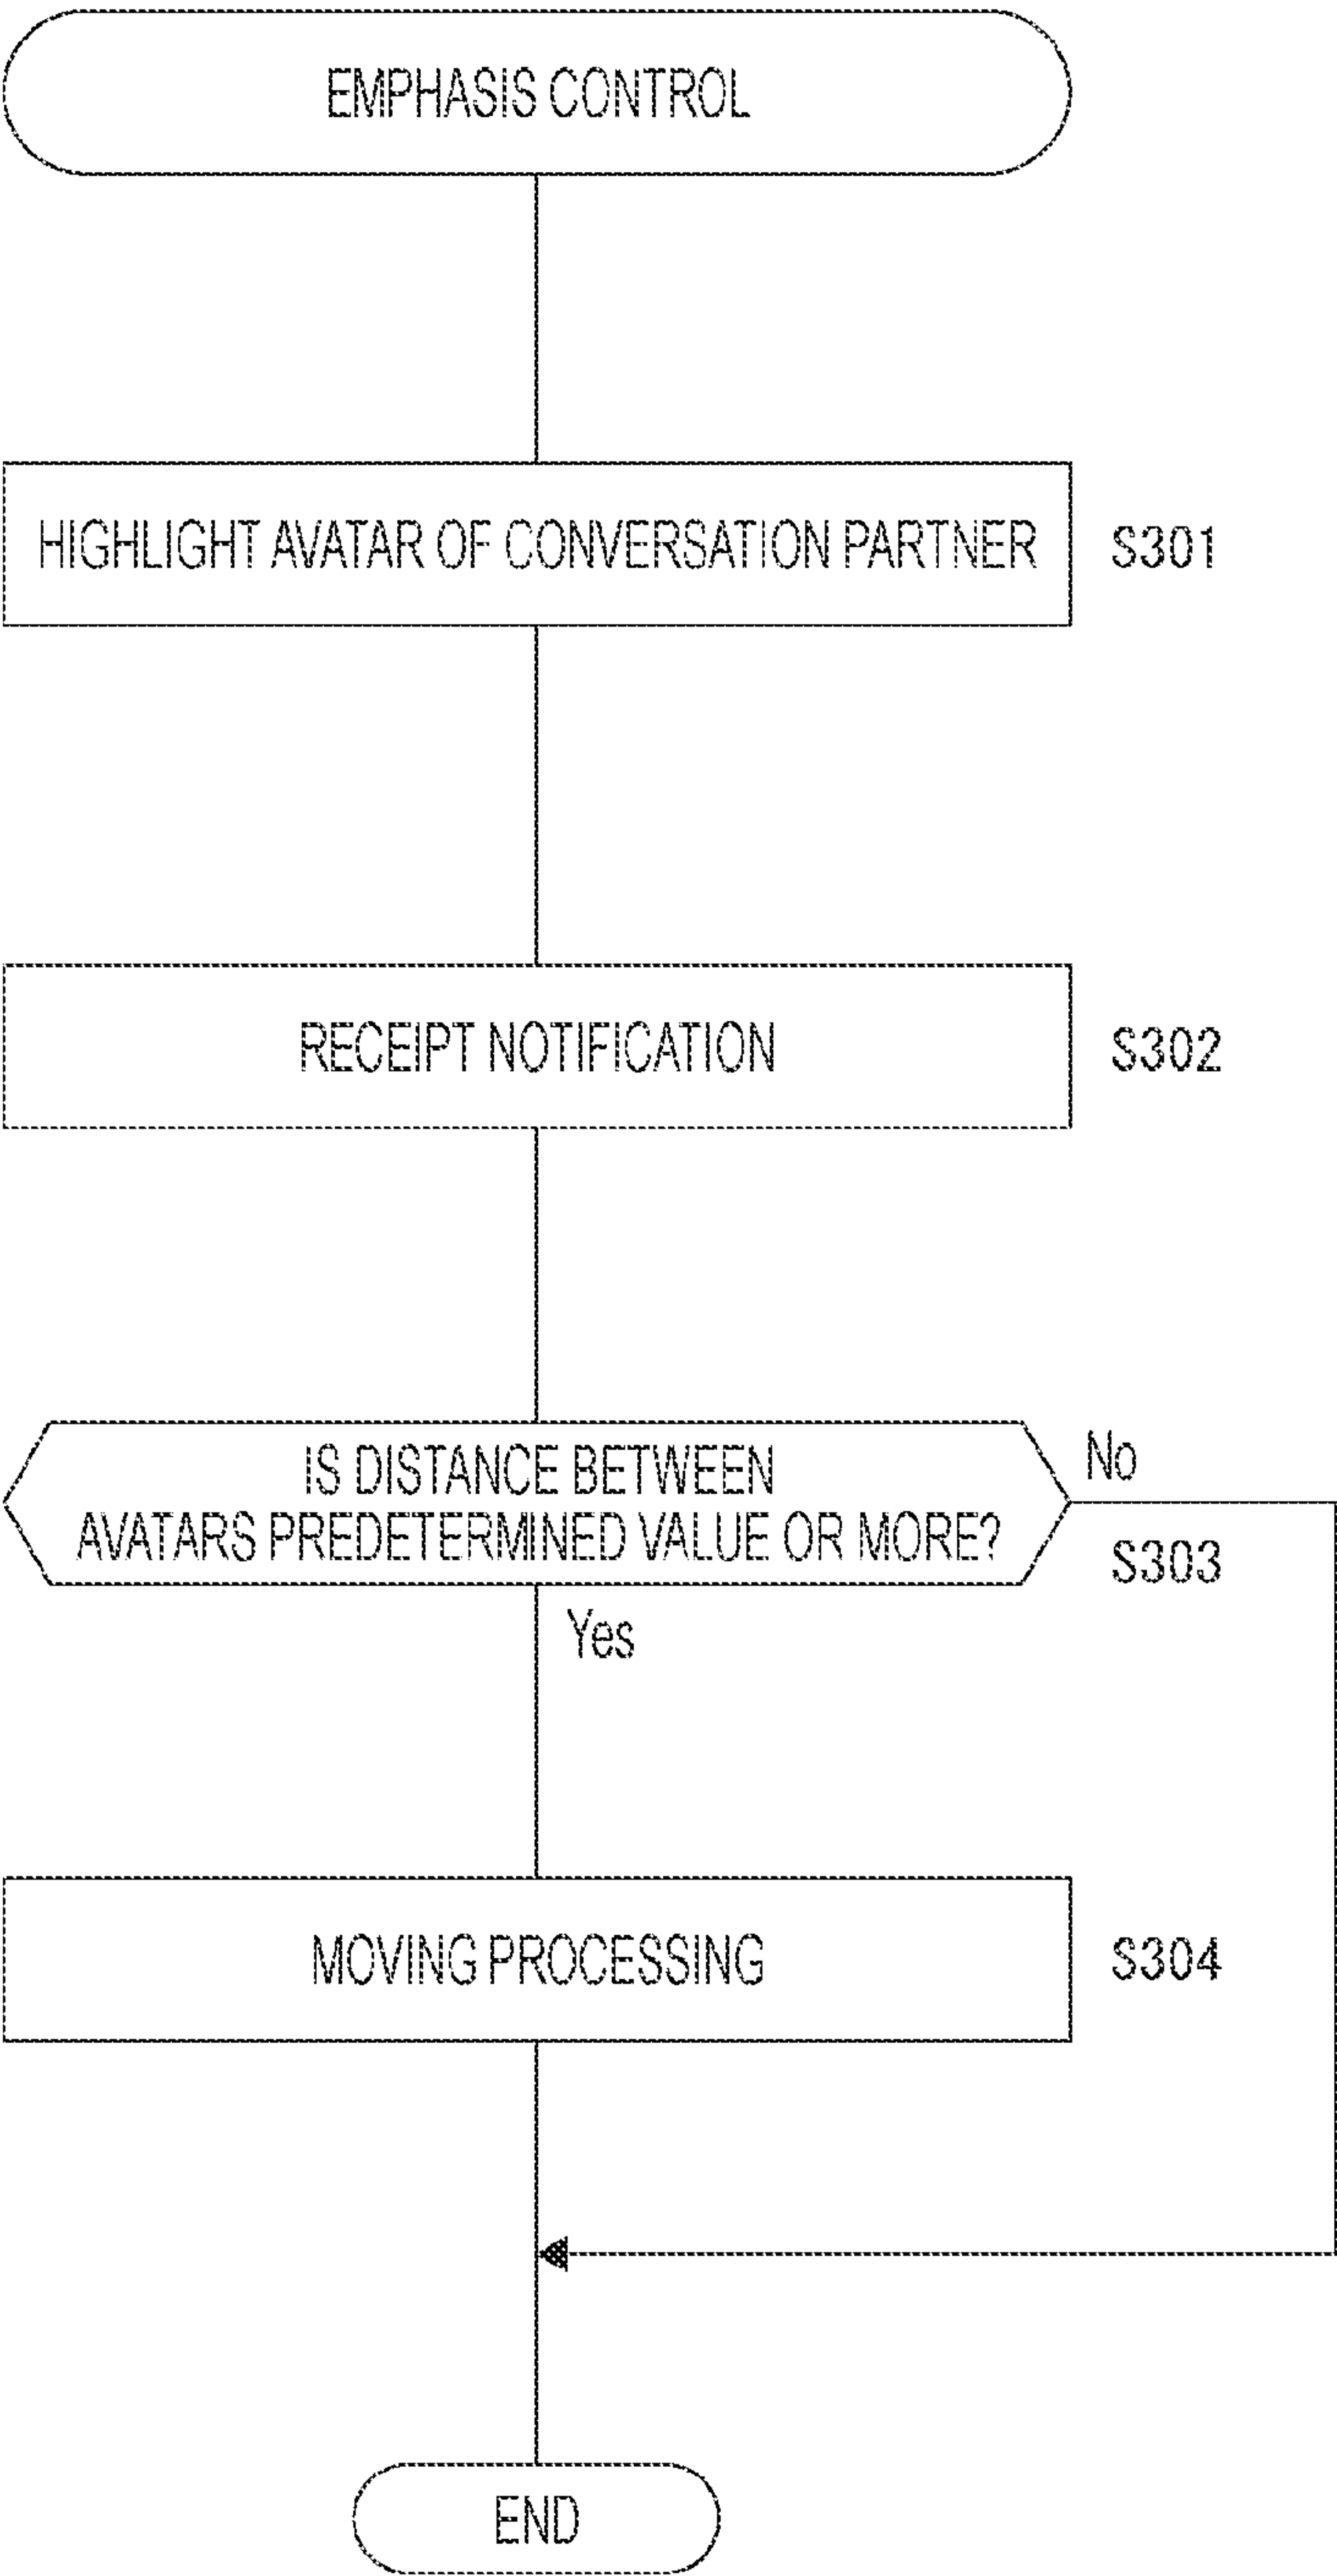 EMPHASIS CONTROL
HIGHLIGHT AVATAR OF CONVERSATION PARTNER
S301
RECEIPT NOTIFICATION
S302
IS DISTANCE BETWEEN
AVATARS PREDETERMINED VALUE OR MORE?
No
S303
Yes
MOVING PROCESSING
S304
END